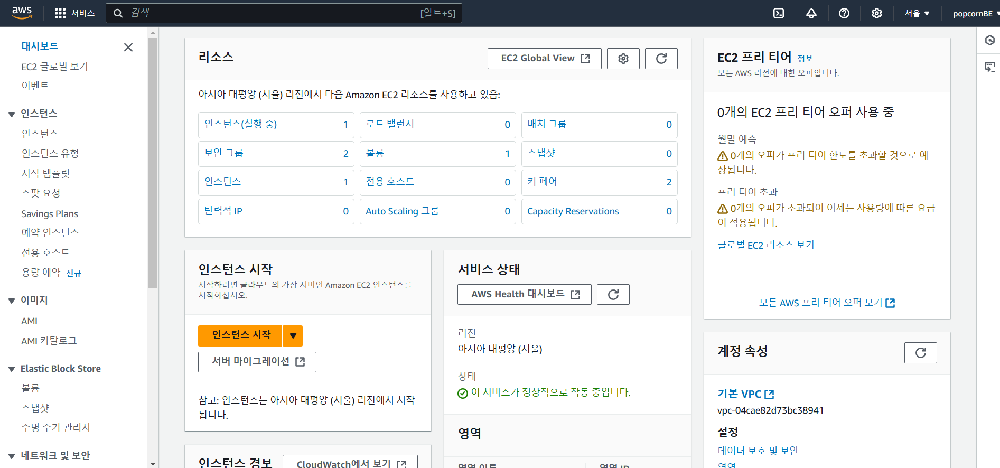 aws
서비스
검색
[알트+S]
서울 ▼
popcornBE
대시보드
EC2 글로벌 보기
이벤트
▼ 인스턴스
인스턴스
인스턴스 유형
시작 템플릿
스팟 요청
Savings Plans
예약 인스턴스
전용 호스트
용량 예약 신규
▼ 이미지
AMI
AMI 카탈로그
▼ Elastic Block Store
볼륨
스냅샷
수명 주기 관리자
▼ 네트워크 및 보안
리소스
EC2 Global View
아시아 태평양 (서울) 리전에서 다음 Amazon EC2 리소스를 사용하고 있음:
인스턴스(실행 중) 1
로드 밸런서 0
배치 그룹 0
보안 그룹 2
볼륨 1
스냅샷 0
인스턴스 1
전용 호스트 0
키 페어 2
탄력적 IP 0
Auto Scaling 그룹 0
Capacity Reservations 0
인스턴스 시작
시작하려면 클라우드의 가상 서버인 Amazon EC2 인스턴스를
시작하십시오.
인스턴스 시작
서버 마이그레이션
참고: 인스턴스는 아시아 태평양 (서울) 리전에서 시작
됩니다.
인스턴스 경보
CloudWatch에서 보기
서비스 상태
AWS Health 대시보드
리전
아시아 태평양 (서울)
상태
이 서비스가 정상적으로 작동 중입니다.
영역
영역 이름
영역 ID
EC2 프리 티어 정보
모든 AWS 리전에 대한 오퍼입니다.
0개의 EC2 프리 티어 오퍼 사용 중
월말 예측
0개의 오퍼가 프리 티어 한도를 초과할 것으로 예
상됩니다.
프리 티어 초과
0개의 오퍼가 초과되어 이제는 사용량에 따른 요금
이 적용됩니다.
글로벌 EC2 리소스 보기
모든 AWS 프리 티어 오퍼 보기
계정 속성
기본 VPC
vpc-04cae82d73bc38941
설정
데이터 보호 및 보안
영역